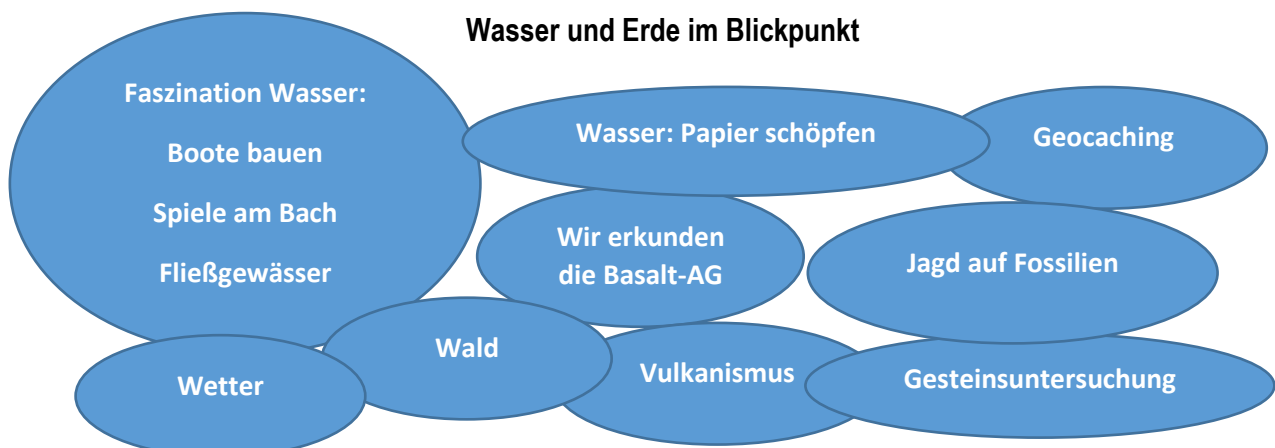 Wasser und Erde im Blickpunkt
Faszination Wasser:
Boote bauen
Spiele am Bach
Fließgewässer
Wasser: Papier schöpfen
Geocaching
Wir erkunden
die Basalt-AG
Jagd auf Fossilien
Wetter
Wald
Vulkanismus
Gesteinsuntersuchung